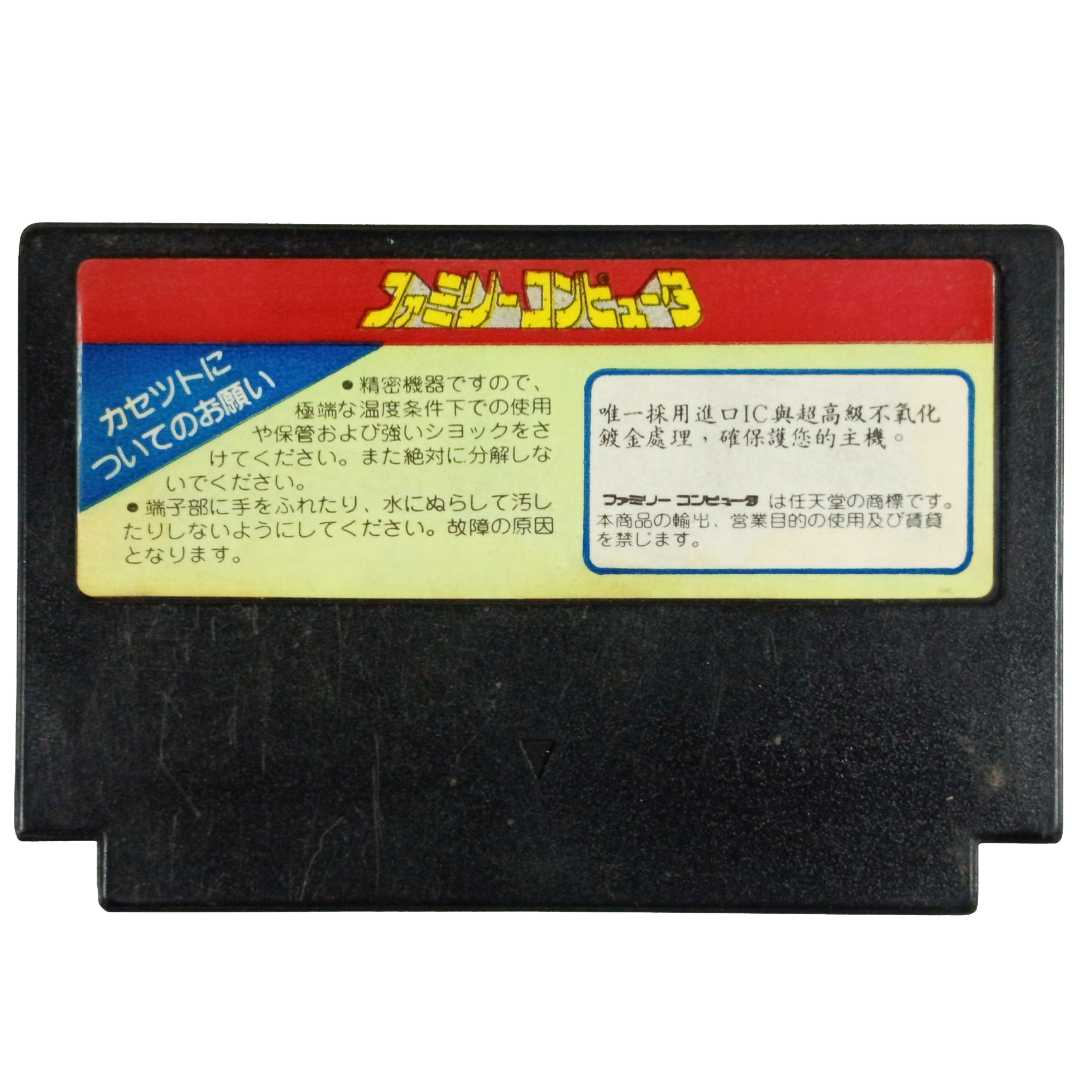 ファミリー コンピュータ
カセツトに
ついてのお願い
●精密機器ですので、
極端な温度条件下での使用
や保管および強いシヨックをさ
けてください。また絶対に分解しな
いでください。
●端子部に手をふれたり、水にぬらして汚し
たりしないようにしてください。故障の原因
となります。
唯一採用進口IC與超高級不氧化
鍍金處理，確保護您的主機。
ファミリー コンピュータ は任天堂の商標です。
本商品の輸出、営業目的の使用及び賃貸
を禁じます。